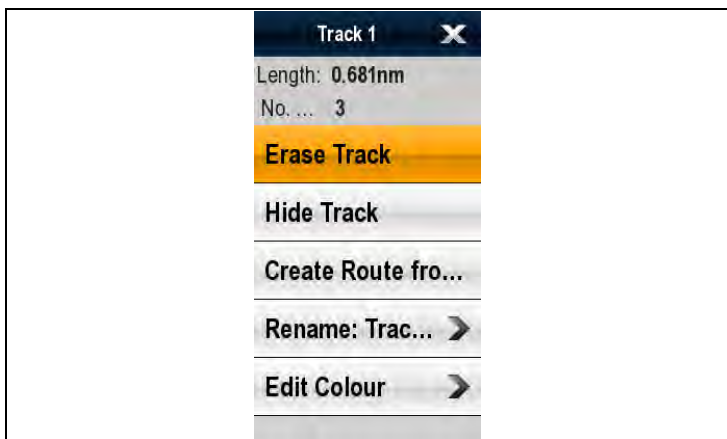 Track 1
Length: 0.681nm
No. ... 3
Erase Track
Hide Track
Create Route fro...
Rename: Trac...
Edit Colour